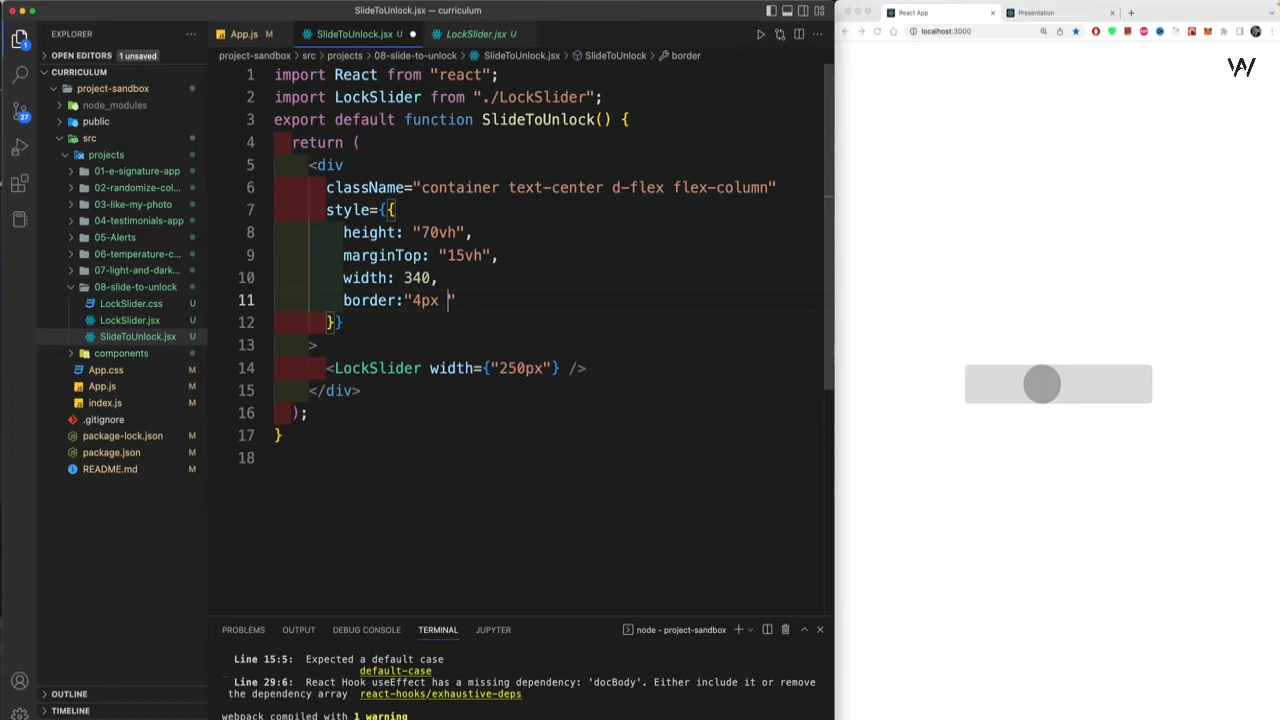 SlideToUnlock.jsx — curriculum
EXPLORER
OPEN EDITORS 1 unsaved
CURRICULUM
project-sandbox
node_modules
public
src
projects
01-e-signature-app
02-randomize-col...
03-like-my-photo
04-testimonials-app
05-Alerts
06-temperature-c...
07-light-and-dark...
08-slide-to-unlock
LockSlider.css U
LockSlider.jsx U
SlideToUnlock.jsx U
components
App.css M
App.js M
index.js M
.gitignore
package-lock.json M
package.json M
README.md M
OUTLINE
TIMELINE
1
27
App.js M
SlideToUnlock.jsx U
LockSlider.jsx U
project-sandbox > src > projects > 08-slide-to-unlock > SlideToUnlock.jsx > SlideToUnlock > border
1 import React from "react";
2 import LockSlider from "./LockSlider";
3 export default function SlideToUnlock() {
4 return (
5 <div
6 className="container text-center d-flex flex-column"
7 style={{
8 height: "70vh",
9 marginTop: "15vh",
10 width: 340,
11 border:"4px "
12 }}
13 >
14 <LockSlider width={"250px"} />
15 </div>
16 );
17 }
18
PROBLEMS OUTPUT DEBUG CONSOLE TERMINAL JUPYTER
node - project-sandbox
Line 15:5: Expected a default case
default-case
Line 29:6: React Hook useEffect has a missing dependency: 'docBody'. Either include it or remove
the dependency array react-hooks/exhaustive-deps
webpack compiled with 1 warning
React App
Presentation
localhost:3000
W